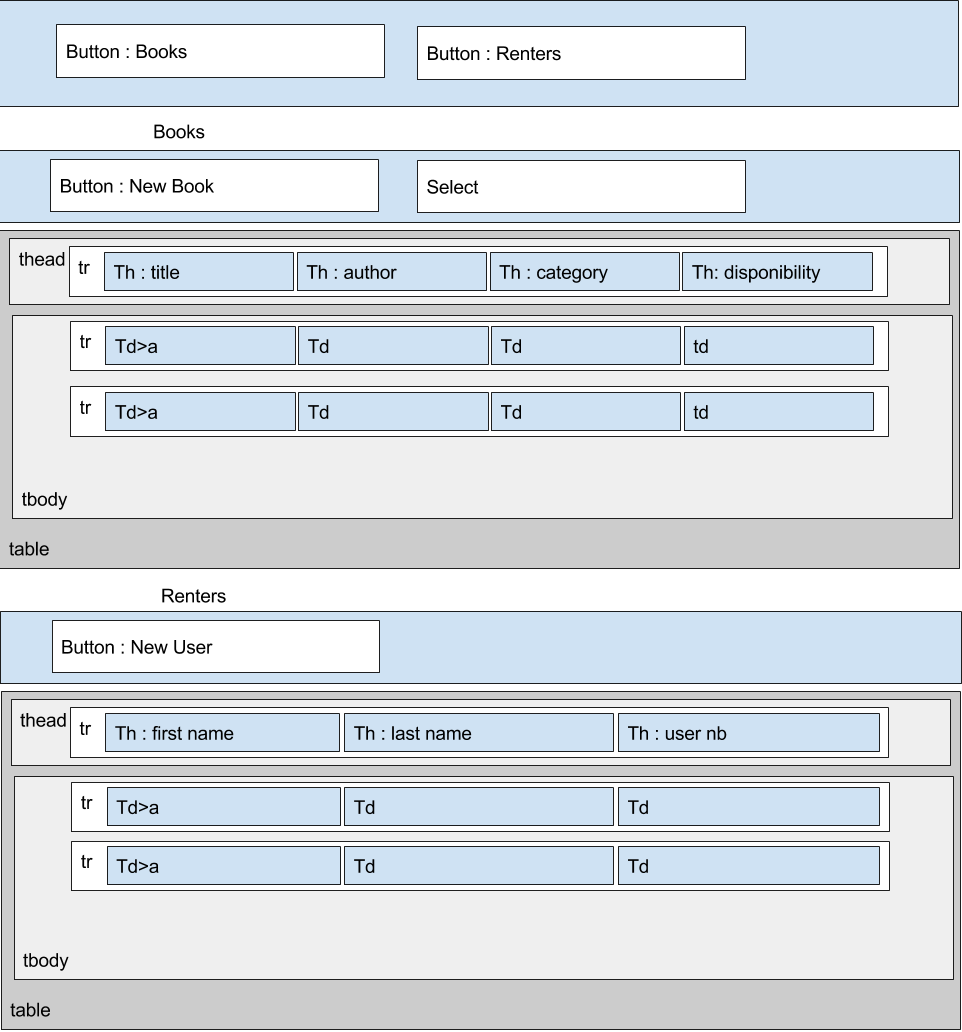 Button : Books
Button : Renters
Books
Button : New Book
Select
thead
tr
Th : title
Th : author
Th : category
Th: disponibility
tr
Td>a
Td
Td
td
tr
Td>a
Td
Td
td
tbody
table
Renters
Button : New User
thead
tr
Th : first name
Th : last name
Th : user nb
tr
Td>a
Td
Td
tr
Td>a
Td
Td
tbody
table